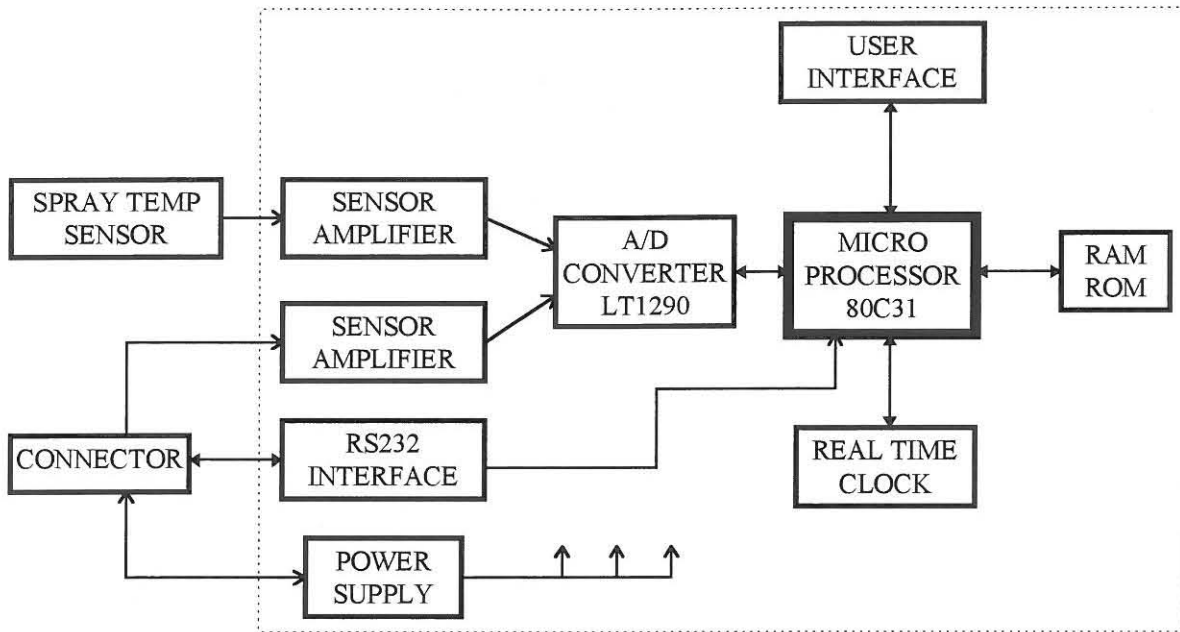 USER
INTERFACE
SPRAY TEMP
SENSOR
SENSOR
AMPLIFIER
A/D
CONVERTER
LT1290
MICRO
PROCESSOR
80C31
RAM
ROM
SENSOR
AMPLIFIER
CONNECTOR
RS232
INTERFACE
REAL TIME
CLOCK
POWER
SUPPLY